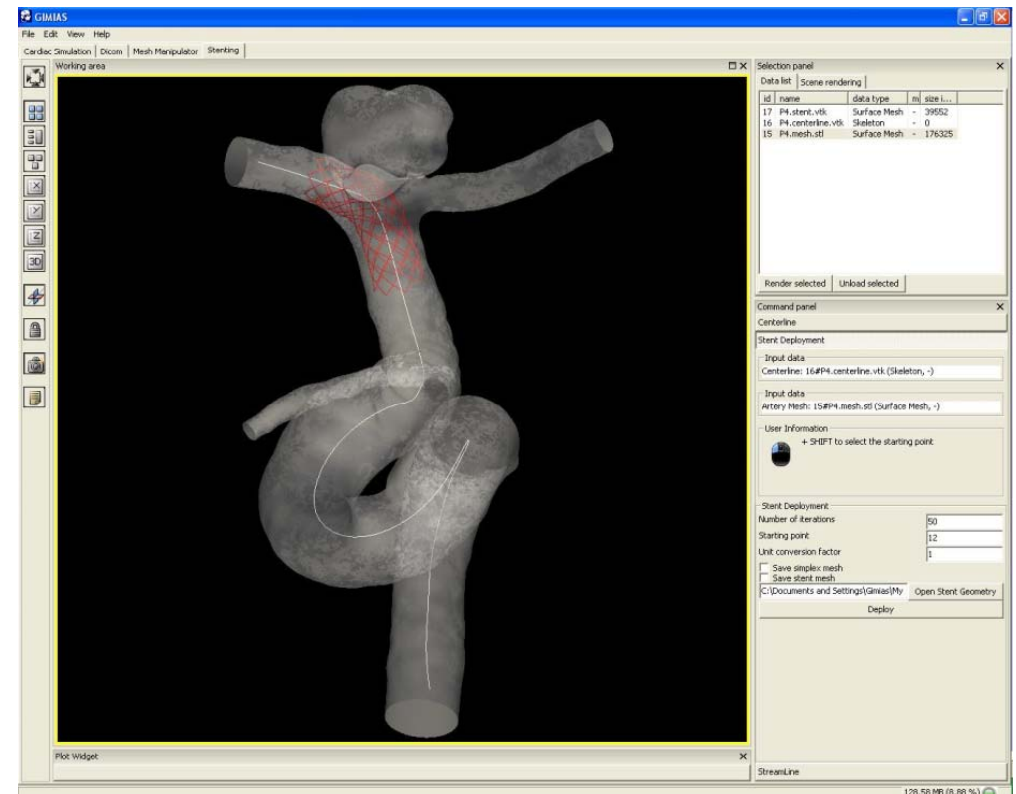 GIMIAS
File Edit View Help
Cardiac Simulation Dicom Mesh Manipulator Stenting
Working area
Selection panel
Data list Scene rendering
id name data type m size i...
17 P4.stent.vtk Surface Mesh - 39552
16 P4.centerline.vtk Skeleton - 0
15 P4.mesh.stl Surface Mesh - 176325
Render selected Unload selected
Command panel
Centerline
Stent Deployment
Input data
Centerline: 16#P4.centerline.vtk (Skeleton, -)
Input data
Artery Mesh: 15#P4.mesh.stl (Surface Mesh, -)
User Information
+ SHIFT to select the starting point
Stent Deployment
Number of iterations 50
Starting point 12
Unit conversion factor 1
Save simplex mesh
Save stent mesh
C:\Documents and Settings\Gimias\My Open Stent Geometry
Deploy
X
Y
Z
3D
Plot Widget
StreamLine
128.58 MB (8.88 %)